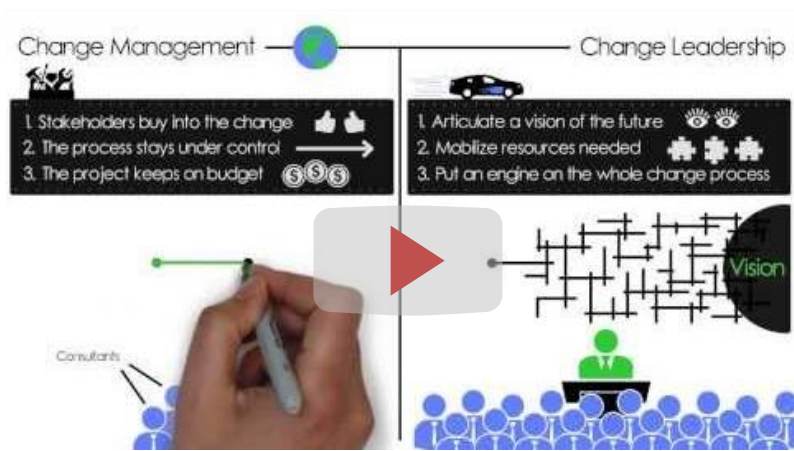 Change Management
Change Leadership
1. Stakeholders buy into the change
2. The process stays under control
3. The project keeps on budget
$ $ $
1. Articulate a vision of the future
2. Mobilize resources needed
3. Put an engine on the whole change process
Vision
Consultants